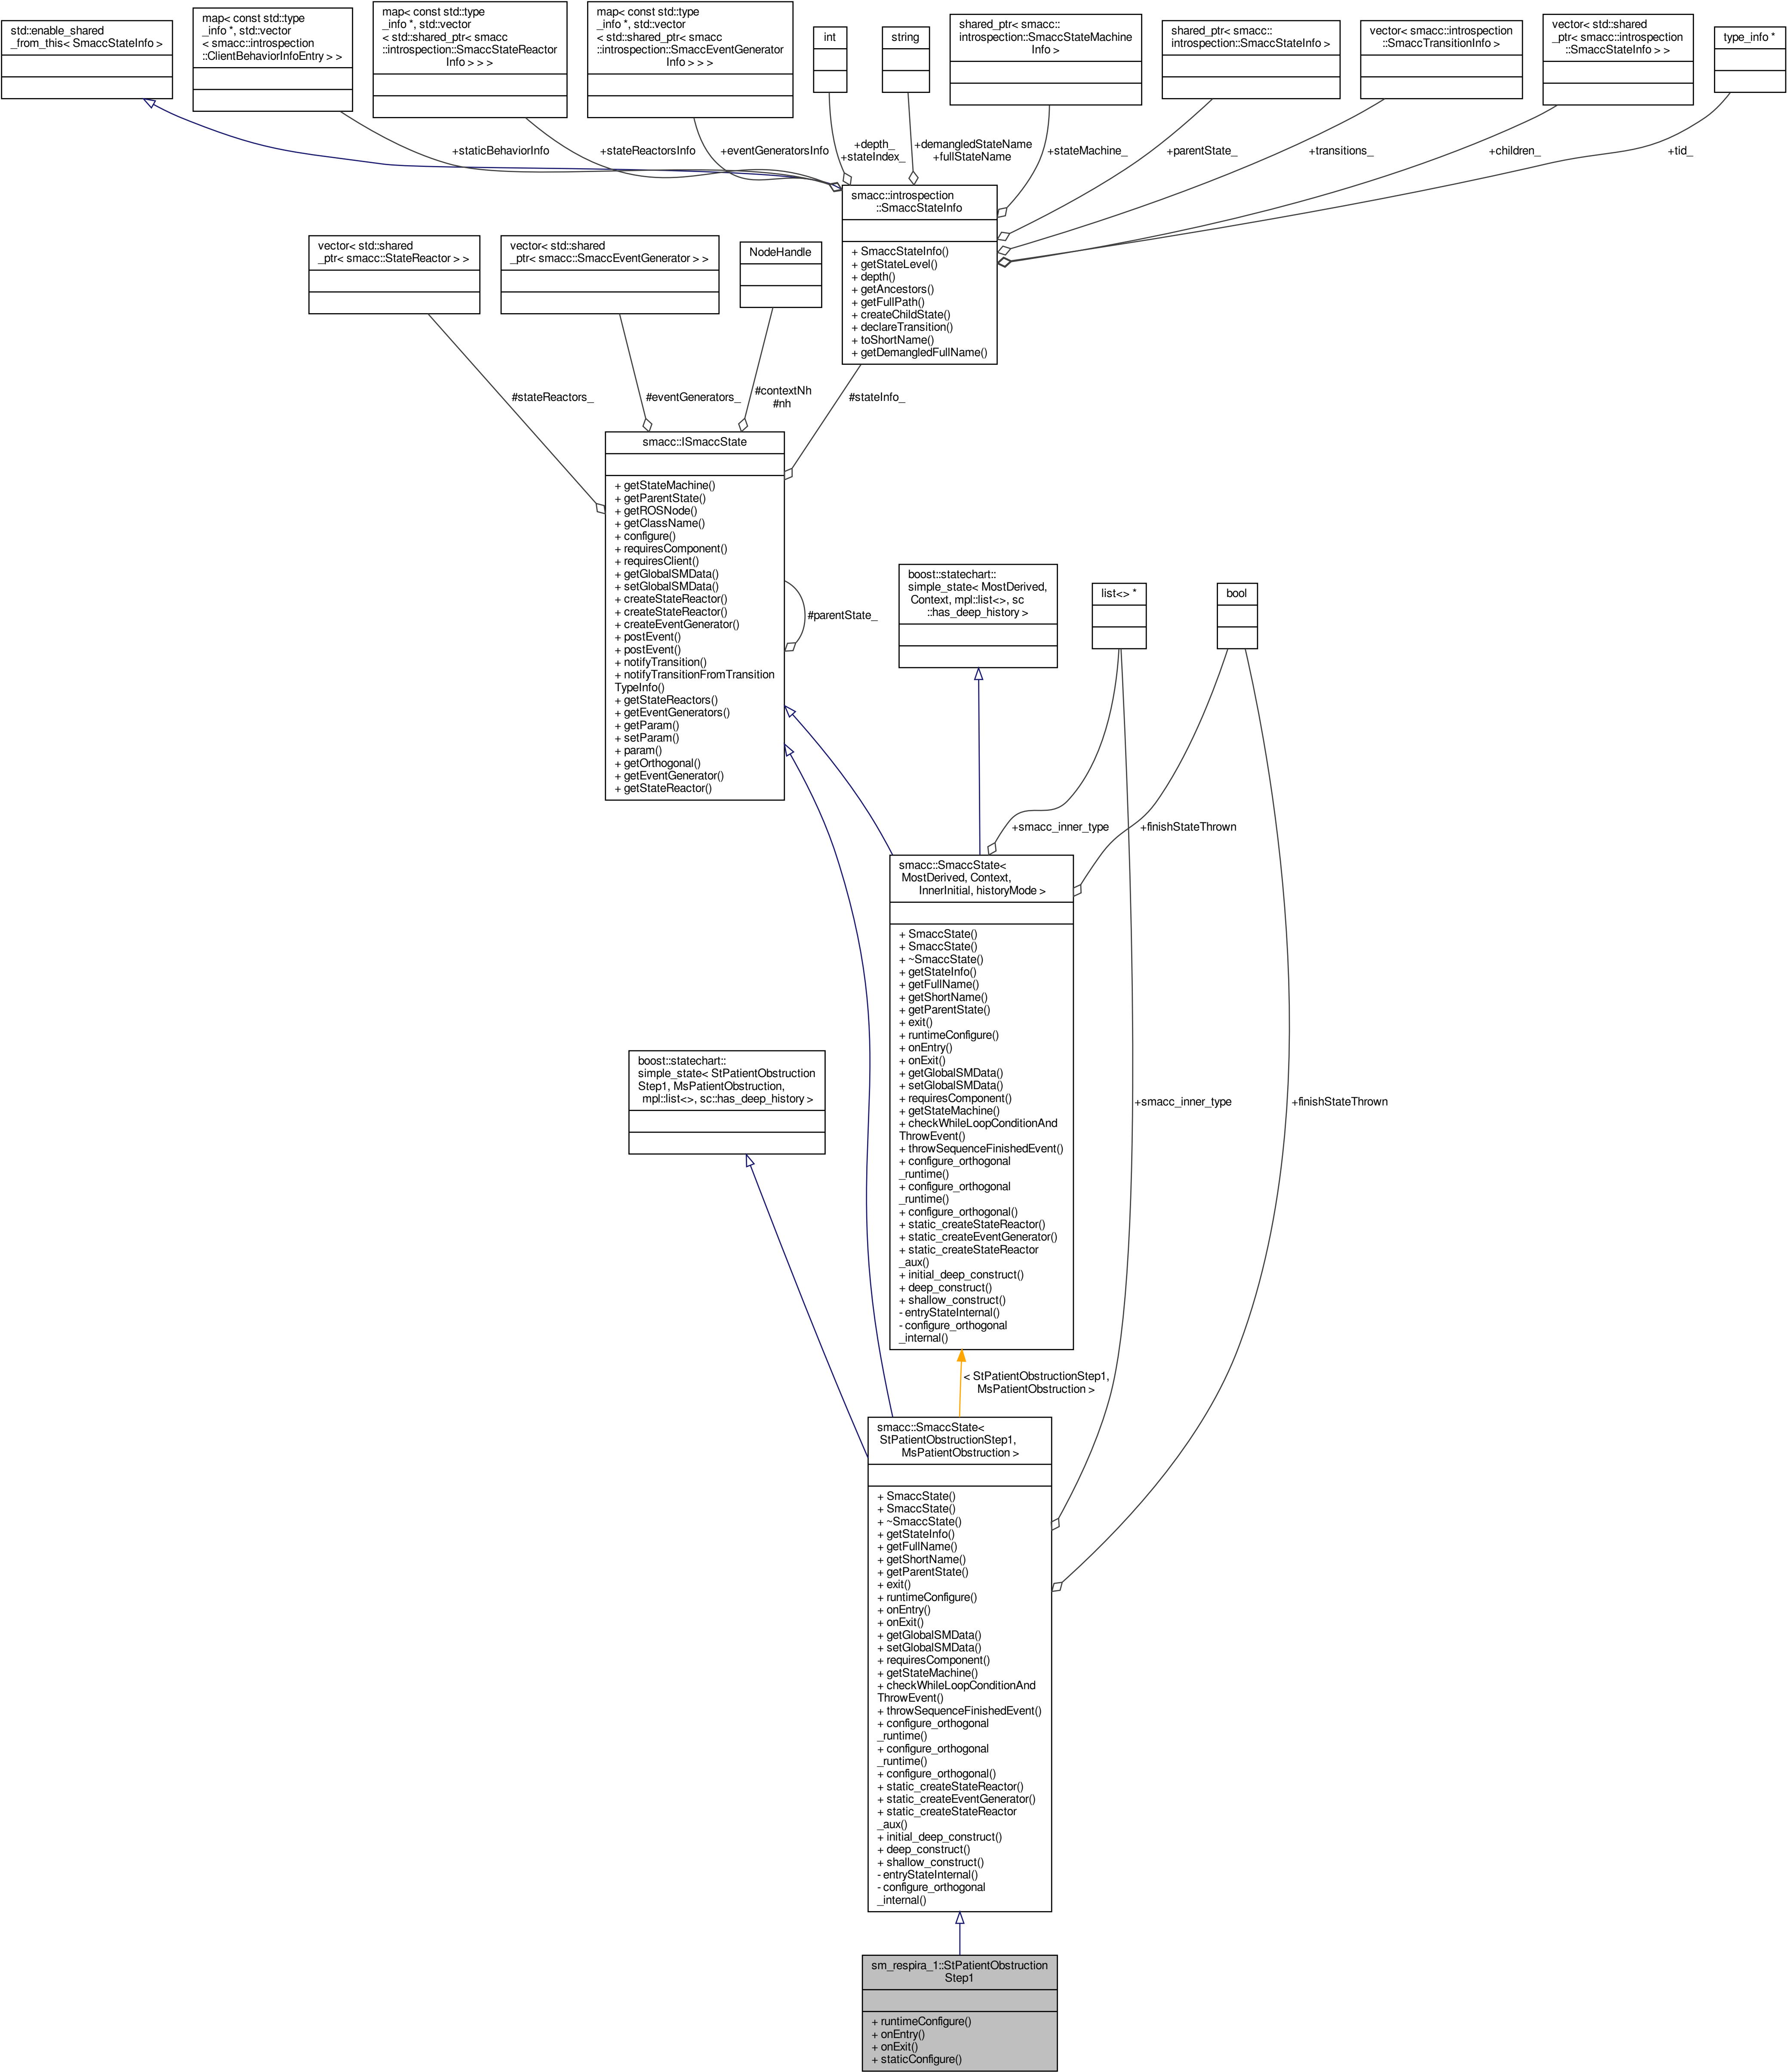 std::enable_shared
_from_this< SmaccStateInfo >
map< const std::type
_info *, std::vector
< smacc::introspection
::ClientBehaviorInfoEntry > >
map< const std::type
_info *, std::vector
< std::shared_ptr< smacc
::introspection::SmaccStateReactor
Info > > >
map< const std::type
_info *, std::vector
< std::shared_ptr< smacc
::introspection::SmaccEventGenerator
Info > > >
int
string
shared_ptr< smacc::
introspection::SmaccStateMachine
Info >
shared_ptr< smacc::
introspection::SmaccStateInfo >
vector< smacc::introspection
::SmaccTransitionInfo >
vector< std::shared
_ptr< smacc::introspection
::SmaccStateInfo > >
type_info *
+staticBehaviorInfo
+stateReactorsInfo
+eventGeneratorsInfo
+depth_
+stateIndex_
+demangledStateName
+fullStateName
+stateMachine_
+parentState_
+transitions_
+children_
+tid_
smacc::introspection
::SmaccStateInfo
+ SmaccStateInfo()
+ getStateLevel()
+ depth()
+ getAncestors()
+ getFullPath()
+ createChildState()
+ declareTransition()
+ toShortName()
+ getDemangledFullName()
vector< std::shared
_ptr< smacc::StateReactor > >
vector< std::shared
_ptr< smacc::SmaccEventGenerator > >
NodeHandle
#stateReactors_
#eventGenerators_
#contextNh
#nh
#stateInfo_
smacc::ISmaccState
+ getStateMachine()
+ getParentState()
+ getROSNode()
+ getClassName()
+ configure()
+ requiresComponent()
+ requiresClient()
+ getGlobalSMData()
+ setGlobalSMData()
+ createStateReactor()
+ createStateReactor()
+ createEventGenerator()
+ postEvent()
+ postEvent()
+ notifyTransition()
+ notifyTransitionFromTransition
TypeInfo()
+ getStateReactors()
+ getEventGenerators()
+ getParam()
+ setParam()
+ param()
+ getOrthogonal()
+ getEventGenerator()
+ getStateReactor()
#parentState_
boost::statechart::
simple_state< MostDerived,
Context, mpl::list<>, sc
::has_deep_history >
list<> *
bool
+smacc_inner_type
+finishStateThrown
smacc::SmaccState<
MostDerived, Context,
InnerInitial, historyMode >
+ SmaccState()
+ SmaccState()
+ ~SmaccState()
+ getStateInfo()
+ getFullName()
+ getShortName()
+ getParentState()
+ exit()
+ runtimeConfigure()
+ onEntry()
+ onExit()
+ getGlobalSMData()
+ setGlobalSMData()
+ requiresComponent()
+ getStateMachine()
+ checkWhileLoopConditionAnd
ThrowEvent()
+ throwSequenceFinishedEvent()
+ configure_orthogonal
_runtime()
+ configure_orthogonal
_runtime()
+ configure_orthogonal()
+ static_createStateReactor()
+ static_createEventGenerator()
+ static_createStateReactor
_aux()
+ initial_deep_construct()
+ deep_construct()
+ shallow_construct()
- entryStateInternal()
- configure_orthogonal
_internal()
boost::statechart::
simple_state< StPatientObstruction
Step1, MsPatientObstruction,
mpl::list<>, sc::has_deep_history >
+smacc_inner_type
+finishStateThrown
< StPatientObstructionStep1,
MsPatientObstruction >
smacc::SmaccState<
StPatientObstructionStep1,
MsPatientObstruction >
+ SmaccState()
+ SmaccState()
+ ~SmaccState()
+ getStateInfo()
+ getFullName()
+ getShortName()
+ getParentState()
+ exit()
+ runtimeConfigure()
+ onEntry()
+ onExit()
+ getGlobalSMData()
+ setGlobalSMData()
+ requiresComponent()
+ getStateMachine()
+ checkWhileLoopConditionAnd
ThrowEvent()
+ throwSequenceFinishedEvent()
+ configure_orthogonal
_runtime()
+ configure_orthogonal
_runtime()
+ configure_orthogonal()
+ static_createStateReactor()
+ static_createEventGenerator()
+ static_createStateReactor
_aux()
+ initial_deep_construct()
+ deep_construct()
+ shallow_construct()
- entryStateInternal()
- configure_orthogonal
_internal()
sm_respira_1::StPatientObstruction
Step1
+ runtimeConfigure()
+ onEntry()
+ onExit()
+ staticConfigure()